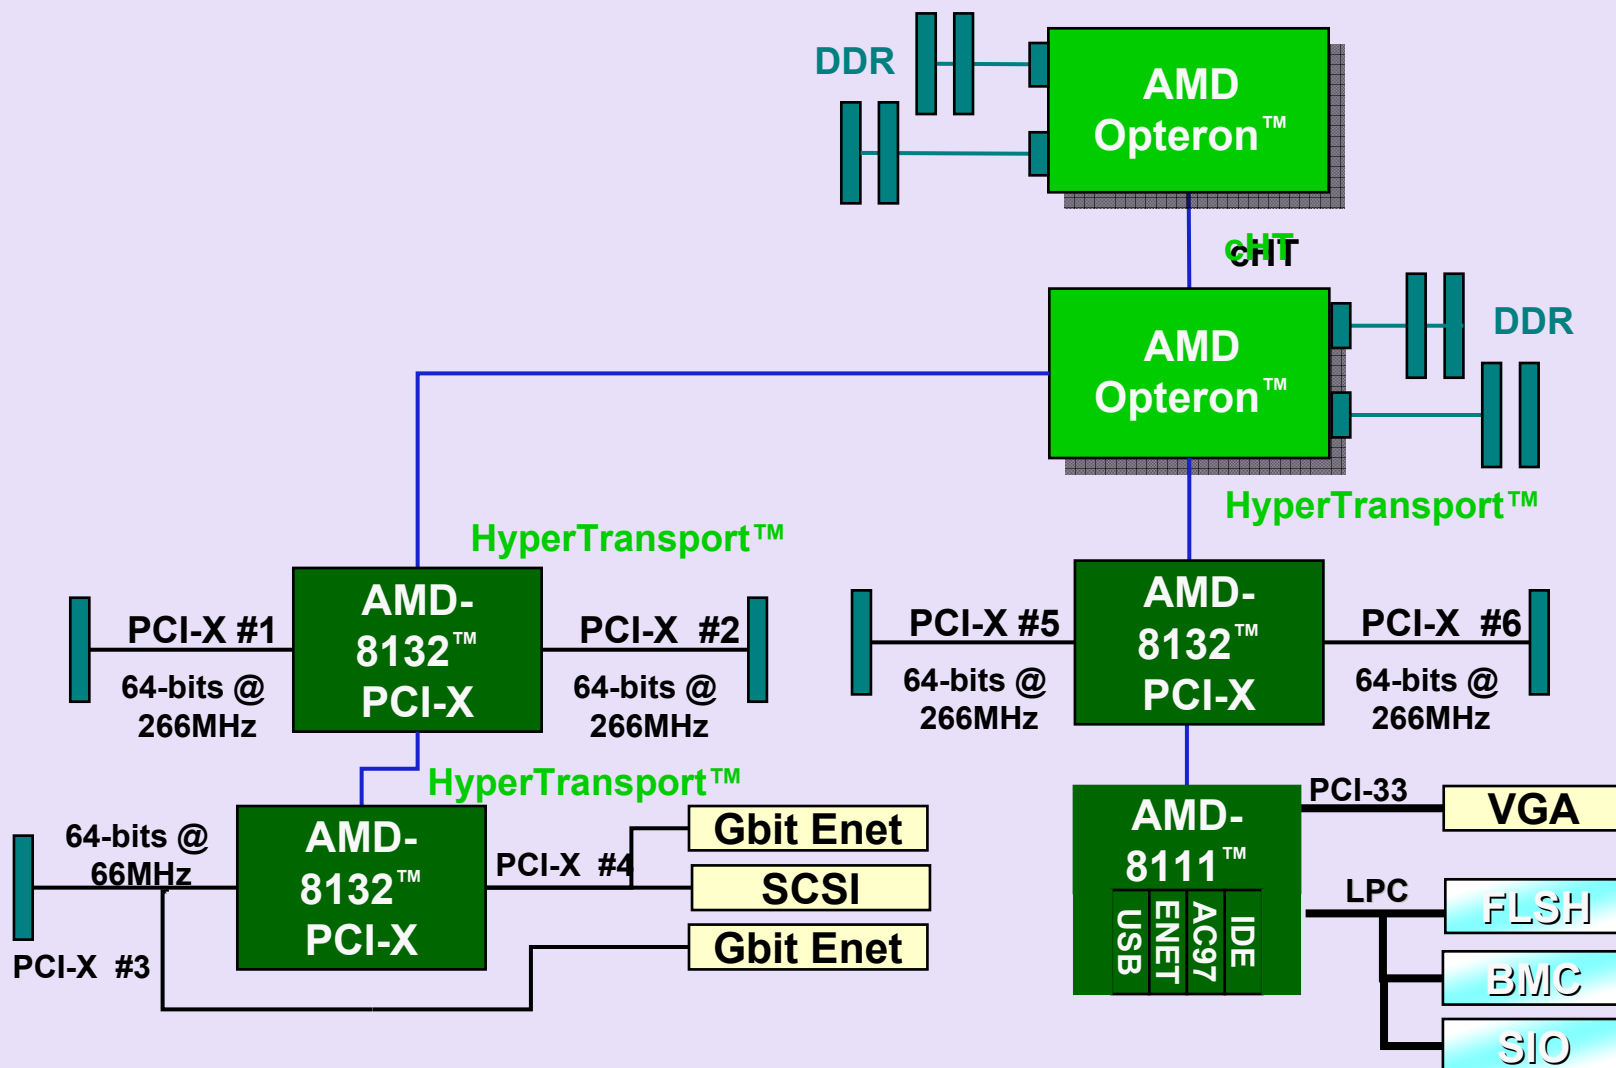 DDR
AMD
Opteron™
cHT
cHT
AMD
Opteron™
DDR
HyperTransport™
HyperTransport™
PCI-X #1
64-bits @
266MHz
AMD-
8132™
PCI-X
PCI-X #2
64-bits @
266MHz
PCI-X #5
64-bits @
266MHz
AMD-
8132™
PCI-X
PCI-X #6
64-bits @
266MHz
HyperTransport™
64-bits @
66MHz
PCI-X #3
AMD-
8132™
PCI-X
PCI-X #4
Gbit Enet
SCSI
Gbit Enet
AMD-
8111™
USB
ENET
AC97
IDE
PCI-33
VGA
LPC
FLSH
BMC
SIO